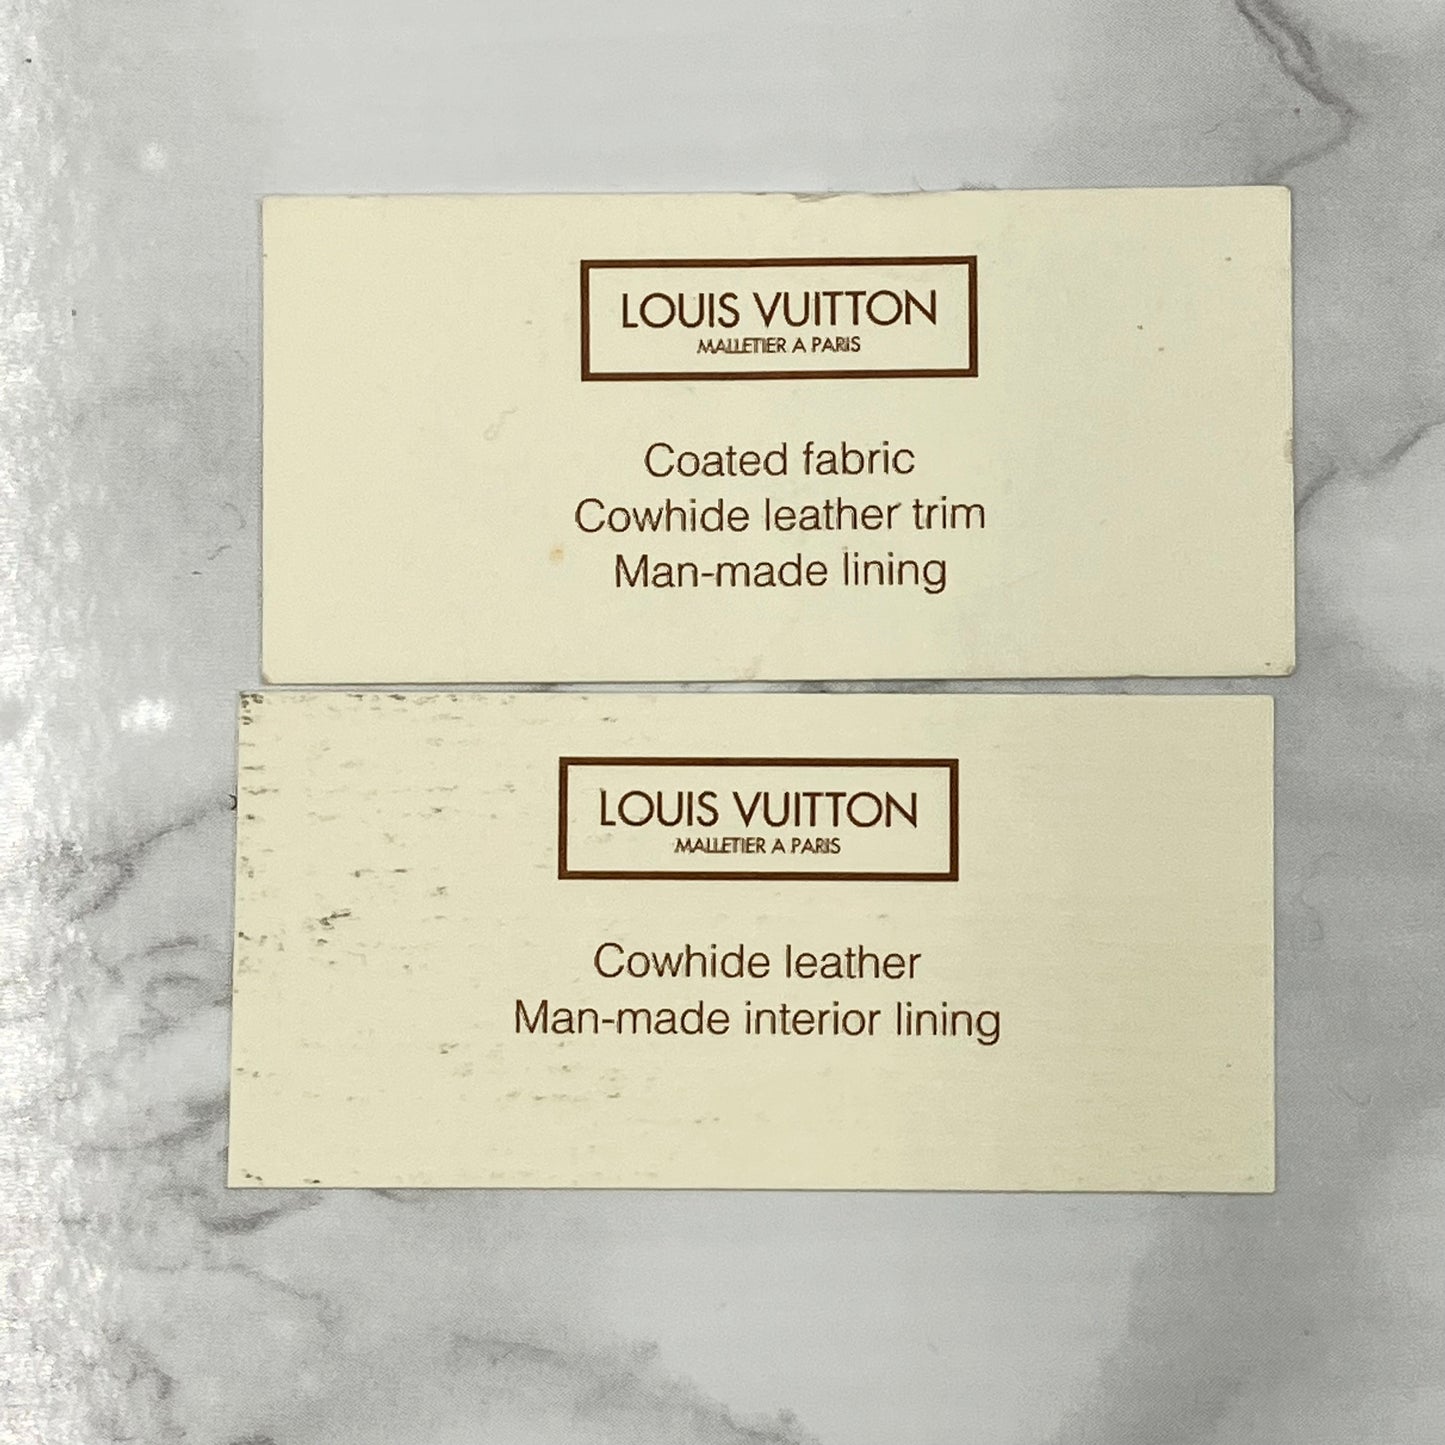 LOUIS VUITTON
MALLETIER A PARIS
Coated fabric
Cowhide leather trim
Man-made lining
LOUIS VUITTON
MALLETIER A PARIS
Cowhide leather
Man-made interior lining